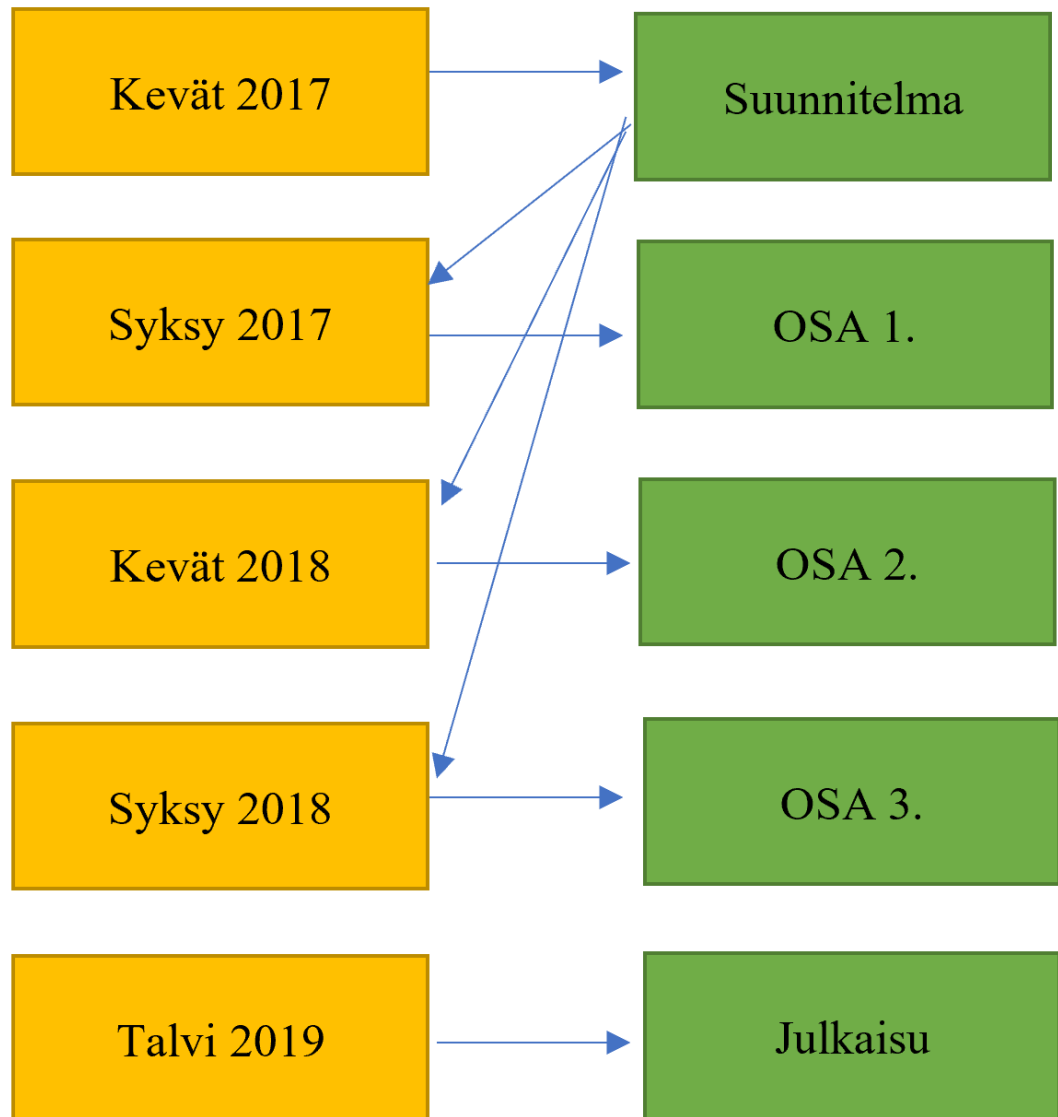 Kevät 2017
Suunnitelma
Syksy 2017
OSA 1.
Kevät 2018
OSA 2.
Syksy 2018
OSA 3.
Talvi 2019
Julkaisu